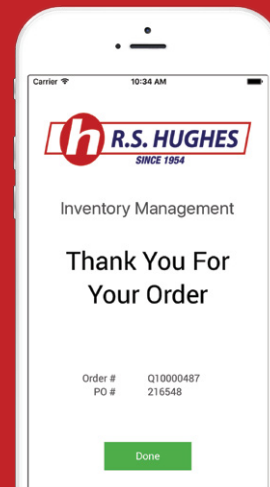 Carrier 10:34 AM
h R.S. HUGHES
SINCE 1954
Inventory Management
Thank You For
Your Order
Order # Q10000487
PO # 216548
Done